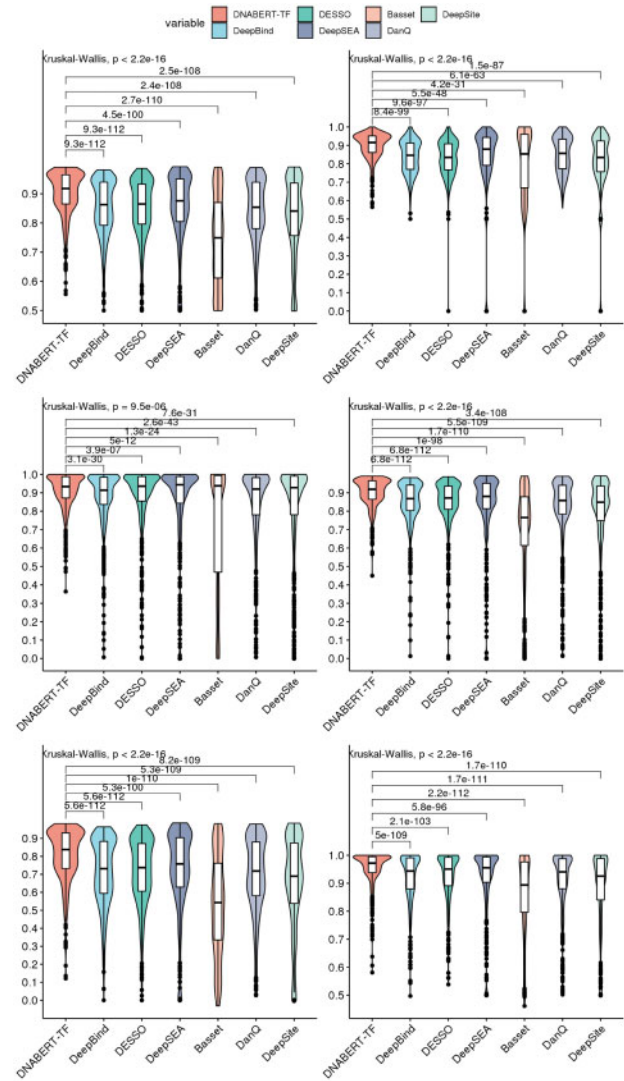 variable DNABERT-TF DESSO Basset DeepSite
DeepBind DeepSEA DanQ
Kruskal-Wallis, p < 2.2e-16
2.5e-108
2.4e-108
2.7e-110
4.5e-100
9.3e-112
9.3e-112
0.9
0.8
0.7
0.6
0.5
DNABERT-TF DeepBind DESSO DeepSEA Basset DanQ DeepSite
Kruskal-Wallis, p < 2.2e-16
1.5e-87
6.1e-63
4.2e-31
5.5e-48
9.6e-97
8.4e-99
1.0
0.9
0.8
0.7
0.6
0.5
0.4
0.3
0.2
0.1
0.0
DNABERT-TF DeepBind DESSO DeepSEA Basset DanQ DeepSite
Kruskal-Wallis, p = 9.5e-06
7.6e-31
2.6e-43
1.3e-24
5e-12
3.9e-07
3.1e-30
1.0
0.9
0.8
0.7
0.6
0.5
0.4
0.3
0.2
0.1
0.0
DNABERT-TF DeepBind DESSO DeepSEA Basset DanQ DeepSite
Kruskal-Wallis, p < 2.2e-16
3.4e-108
5.5e-109
1.7e-110
1e-98
6.8e-112
6.8e-112
0.9
0.8
0.7
0.6
0.5
0.4
0.3
0.2
0.1
0.0
DNABERT-TF DeepBind DESSO DeepSEA Basset DanQ DeepSite
Kruskal-Wallis, p < 2.2e-16
8.2e-109
5.3e-109
1e-110
5.3e-100
5.6e-112
5.6e-112
0.9
0.8
0.7
0.6
0.5
0.4
0.3
0.2
0.1
0.0
DNABERT-TF DeepBind DESSO DeepSEA Basset DanQ DeepSite
Kruskal-Wallis, p < 2.2e-16
1.7e-110
1.7e-111
2.2e-112
5.8e-96
2.1e-103
5e-109
1.0
0.9
0.8
0.7
0.6
0.5
DNABERT-TF DeepBind DESSO DeepSEA Basset DanQ DeepSite